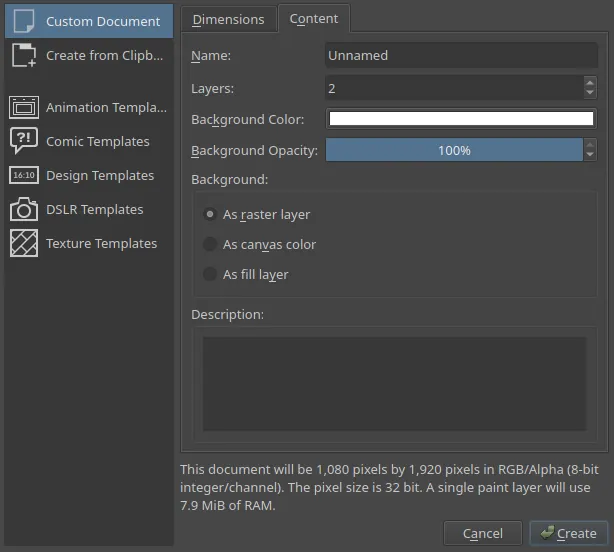 Custom Document
Create from Clipb...
Animation Templa...
?!
Comic Templates
16:10
Design Templates
DSLR Templates
Texture Templates
Dimensions
Content
Name:
Unnamed
Layers:
2
Background Color:
Background Opacity:
100%
Background:
As raster layer
As canvas color
As fill layer
Description:
This document will be 1,080 pixels by 1,920 pixels in RGB/Alpha (8-bit
integer/channel). The pixel size is 32 bit. A single paint layer will use
7.9 MiB of RAM.
Cancel
Create